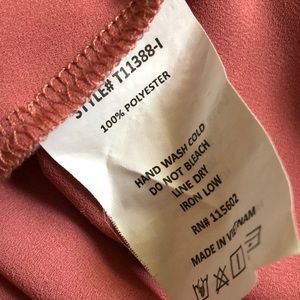 STYLE# T11388-I
100% POLYESTER
HAND WASH COLD
DO NOT BLEACH
LINE DRY
IRON LOW
RN# 115602
MADE IN VIETNAM